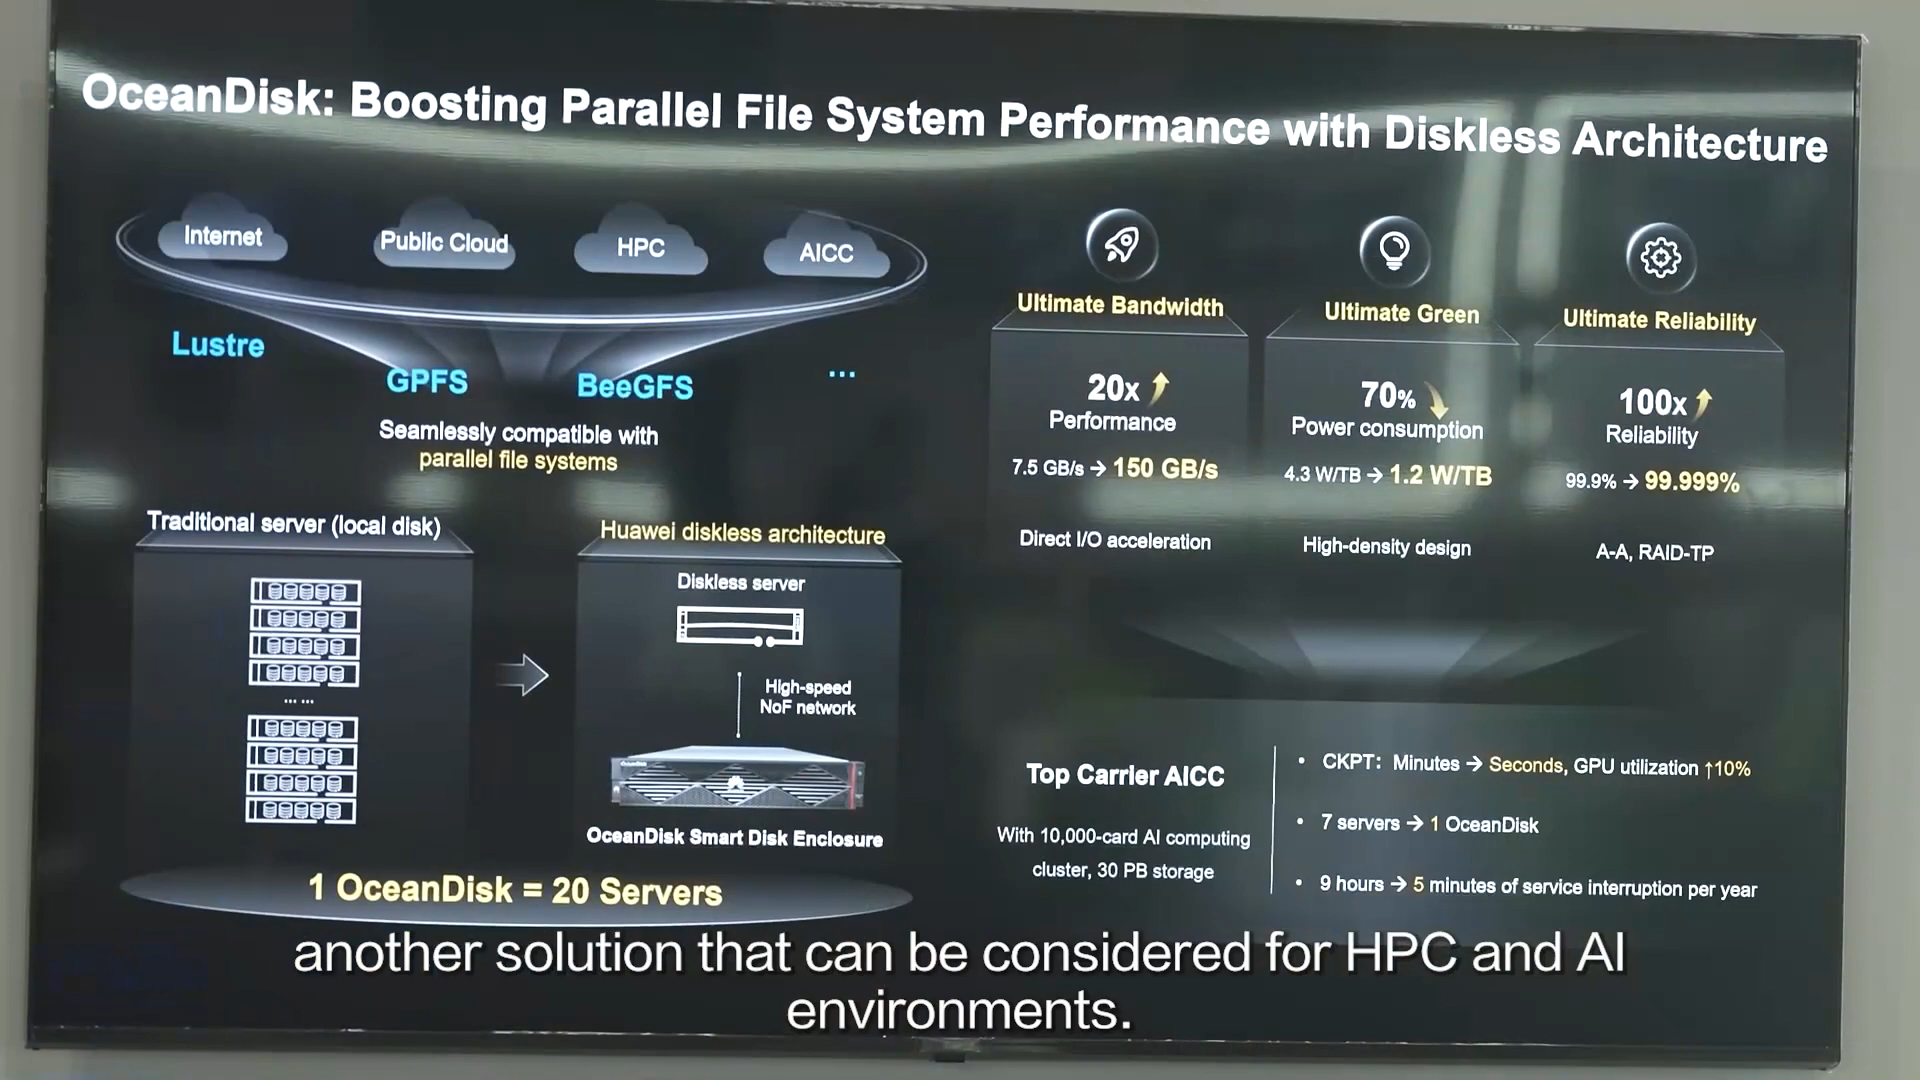 OceanDisk: Boosting Parallel File System Performance with Diskless Architecture
Internet
Public Cloud
HPC
AICC
Lustre
GPFS
BeeGFS
...
Seamlessly compatible with
parallel file systems
Traditional server (local disk)
... ...
Huawei diskless architecture
Diskless server
High-speed
NoF network
OceanDisk Smart Disk Enclosure
1 OceanDisk = 20 Servers
Ultimate Bandwidth
20x
Performance
7.5 GB/s → 150 GB/s
Direct I/O acceleration
Ultimate Green
70%
Power consumption
4.3 W/TB → 1.2 W/TB
High-density design
Ultimate Reliability
100x
Reliability
99.9% → 99.999%
A-A, RAID-TP
Top Carrier AICC
With 10,000-card AI computing
cluster, 30 PB storage
• CKPT: Minutes → Seconds, GPU utilization ↑10%
• 7 servers → 1 OceanDisk
• 9 hours → 5 minutes of service interruption per year
another solution that can be considered for HPC and AI
environments.